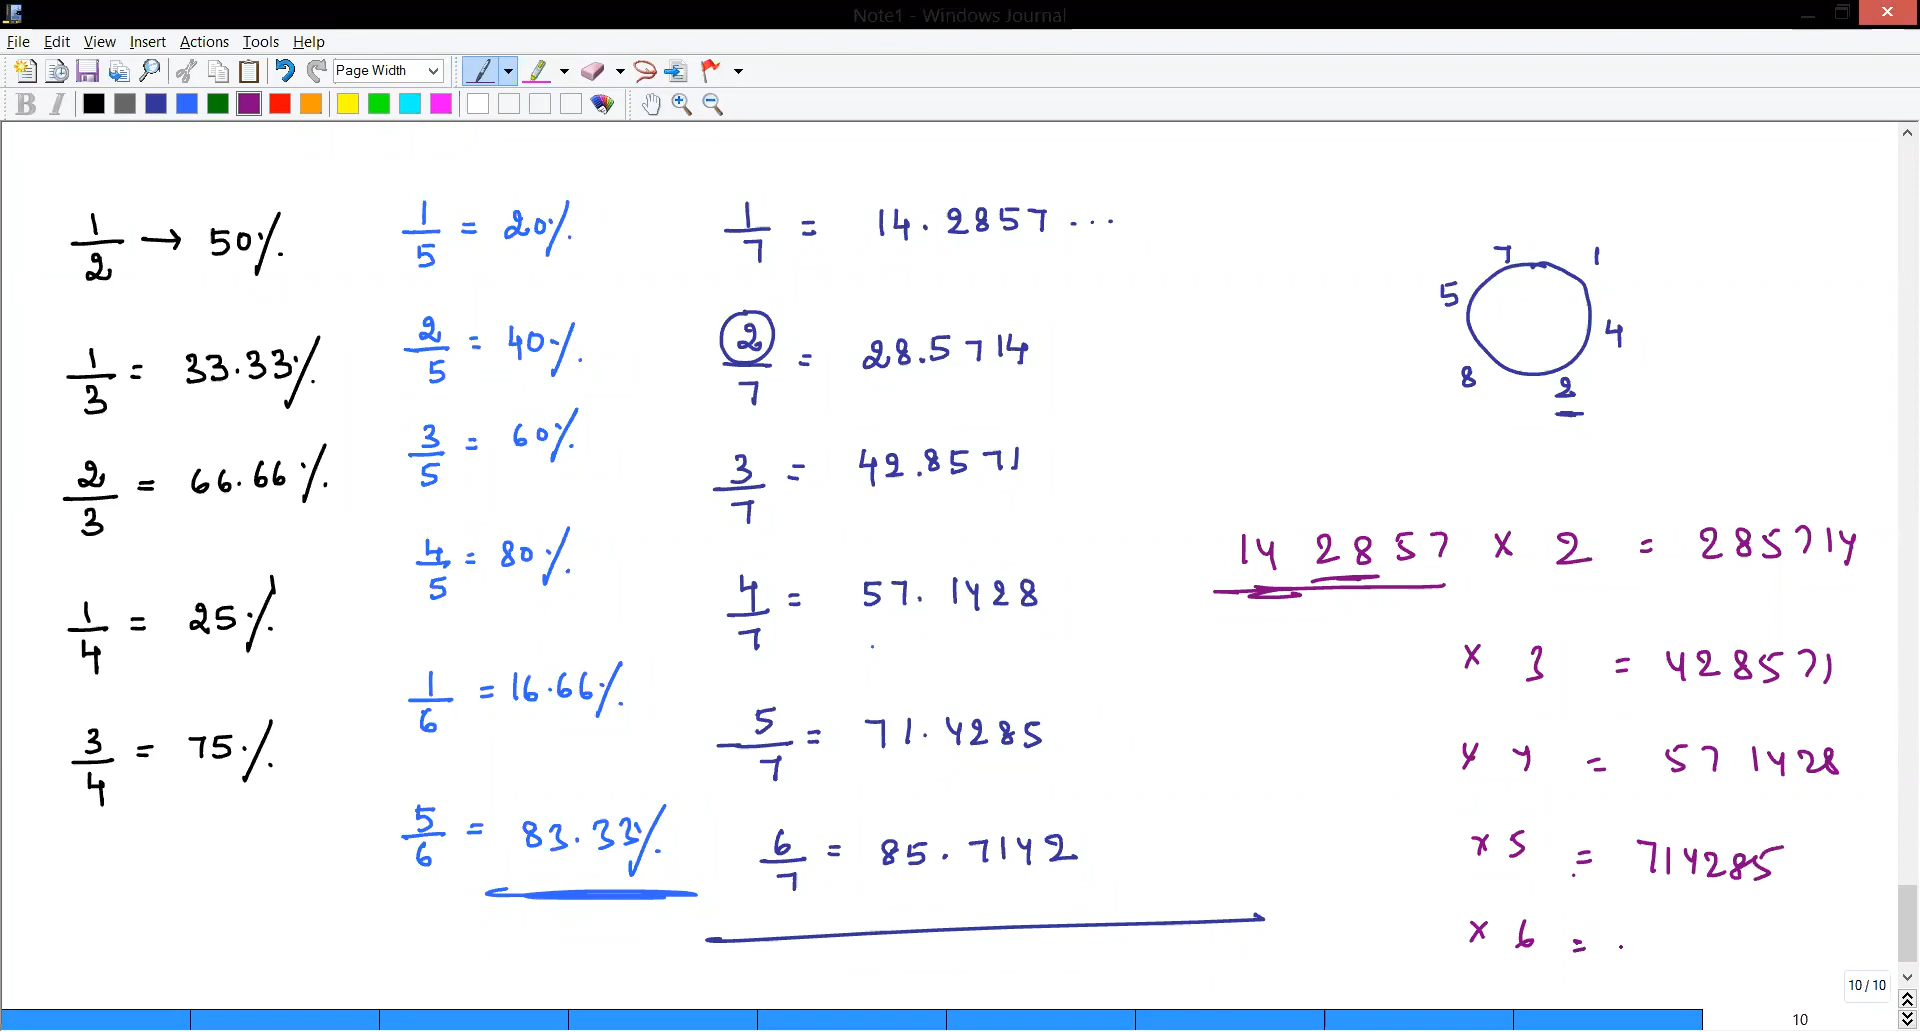 Note1 - Windows Journal
File Edit View Insert Actions Tools Help
Page Width
B I
1/2 → 50%
1/3 = 33.33%
2/3 = 66.66%
1/4 = 25%
3/4 = 75%
1/5 = 20%
2/5 = 40%
3/5 = 60%
4/5 = 80%
1/6 = 16.66%
5/6 = 83.33%
1/7 = 14.2857...
2/7 = 28.5714
3/7 = 42.8571
4/7 = 57.1428
5/7 = 71.4285
6/7 = 85.7142
7 1
5 4
8 2
14 28 57 × 2 = 285714
× 3 = 428571
× 4 = 571428
× 5 = 714285
× 6 =
10 / 10
10